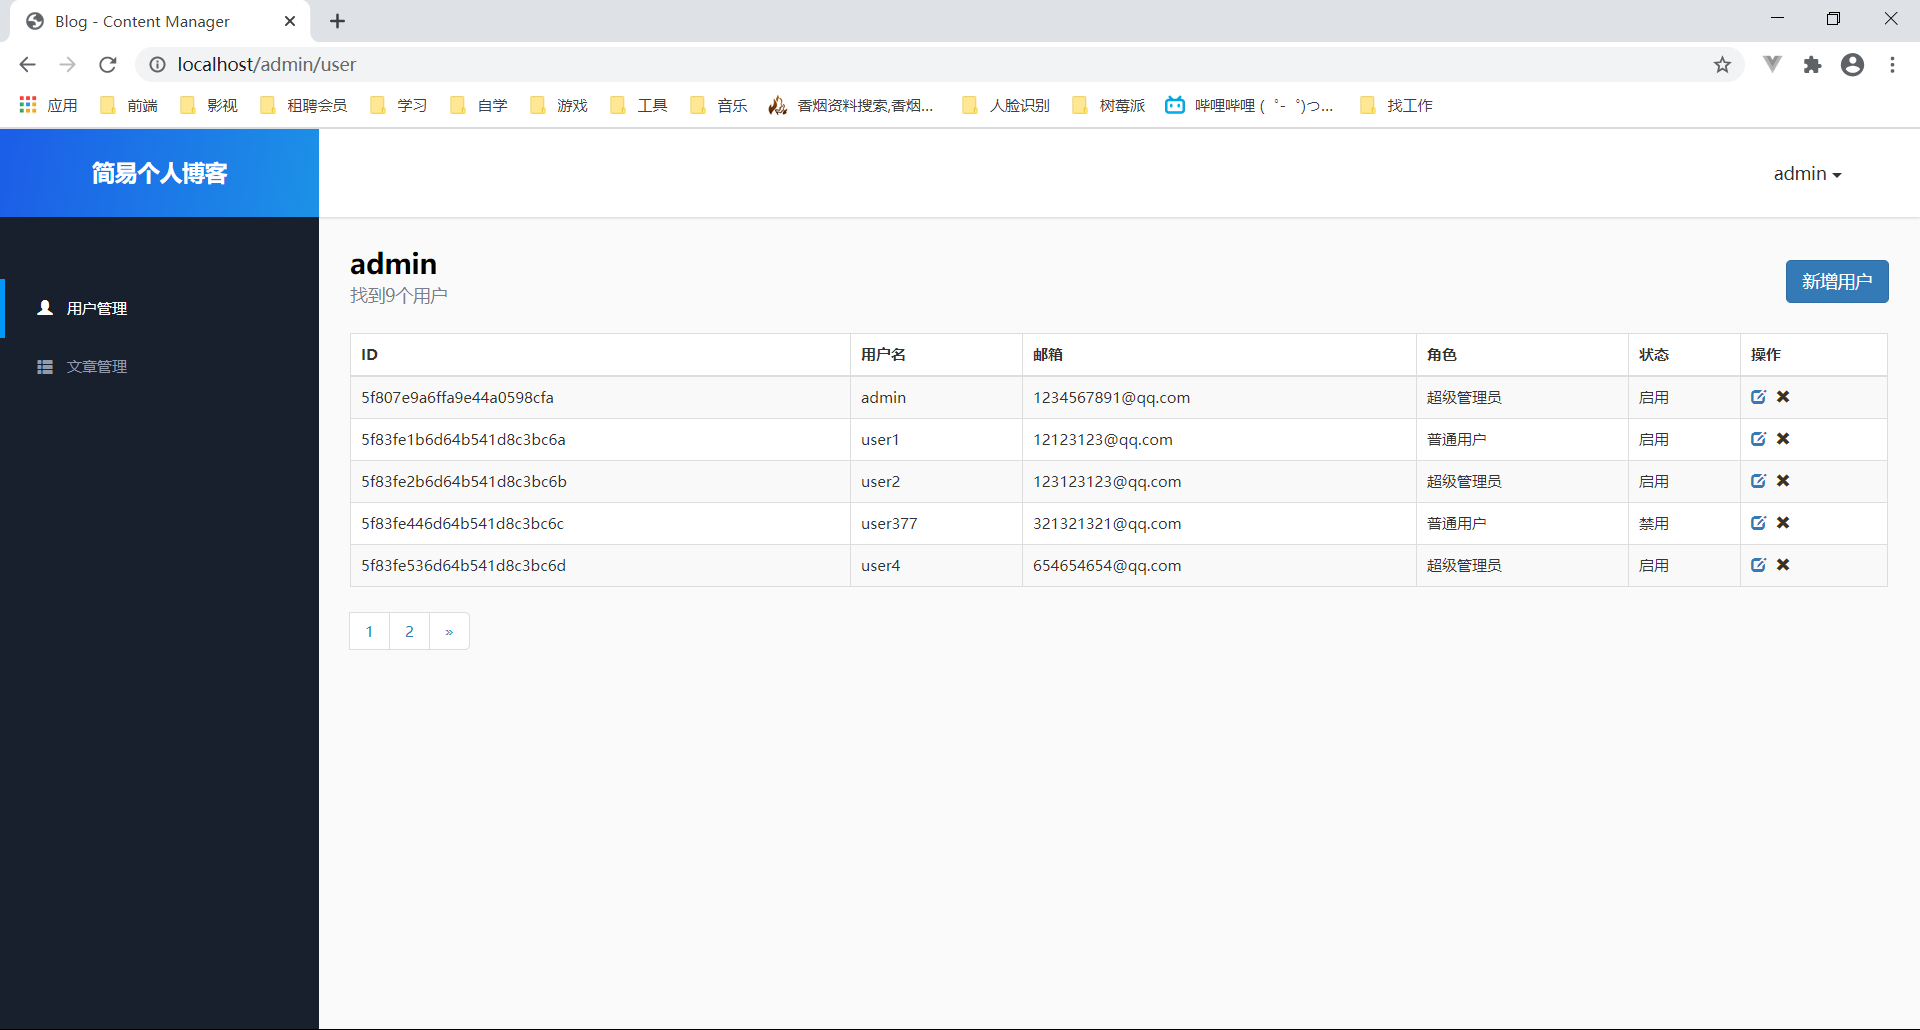 Blog - Content Manager
localhost/admin/user
应用 前端 影视 租聘会员 学习 自学 游戏 工具 音乐 香烟资料搜索,香烟... 人脸识别 树莓派 哔哩哔哩 ( ゜- ゜)つ... 找工作
简易个人博客
admin
用户管理
文章管理
admin
找到9个用户
新增用户
ID 用户名 邮箱 角色 状态 操作
5f807e9a6ffa9e44a0598cfa admin 1234567891@qq.com 超级管理员 启用
5f83fe1b6d64b541d8c3bc6a user1 12123123@qq.com 普通用户 启用
5f83fe2b6d64b541d8c3bc6b user2 123123123@qq.com 超级管理员 启用
5f83fe446d64b541d8c3bc6c user377 321321321@qq.com 普通用户 禁用
5f83fe536d64b541d8c3bc6d user4 654654654@qq.com 超级管理员 启用
1 2 »